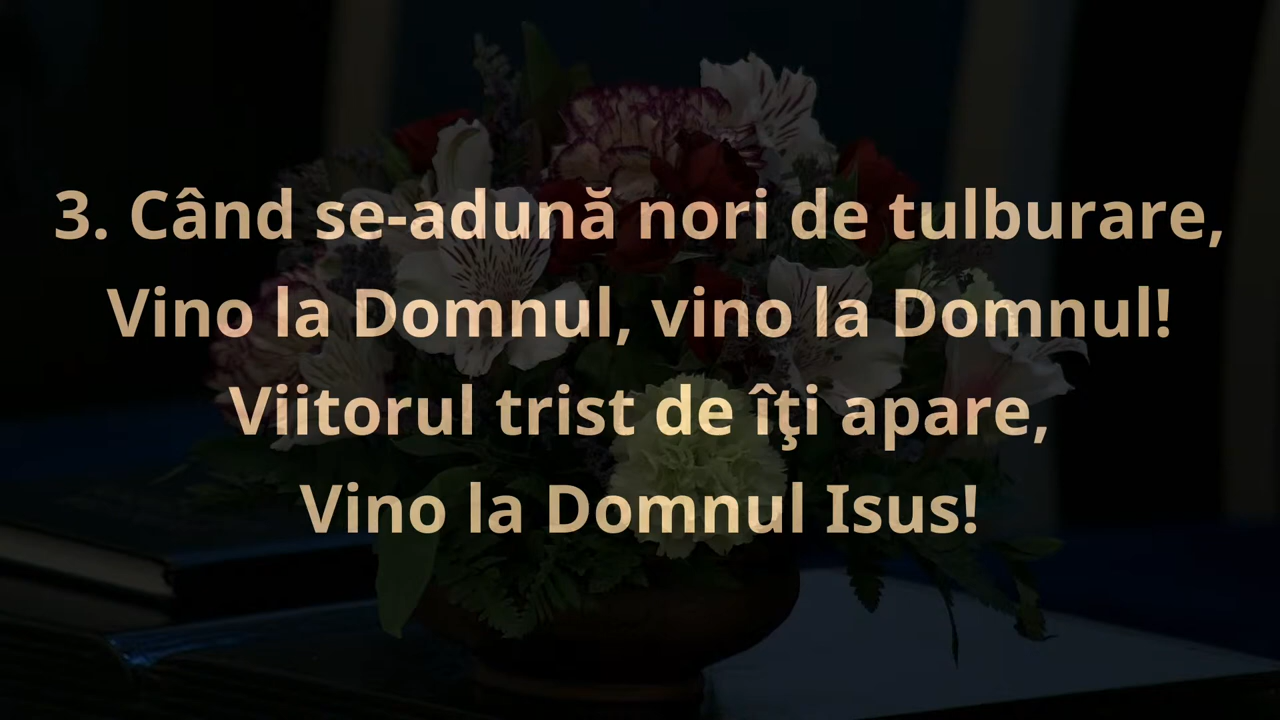 3. Când se-adună nori de tulburare,
Vino la Domnul, vino la Domnul!
Viitorul trist de îţi apare,
Vino la Domnul Isus!